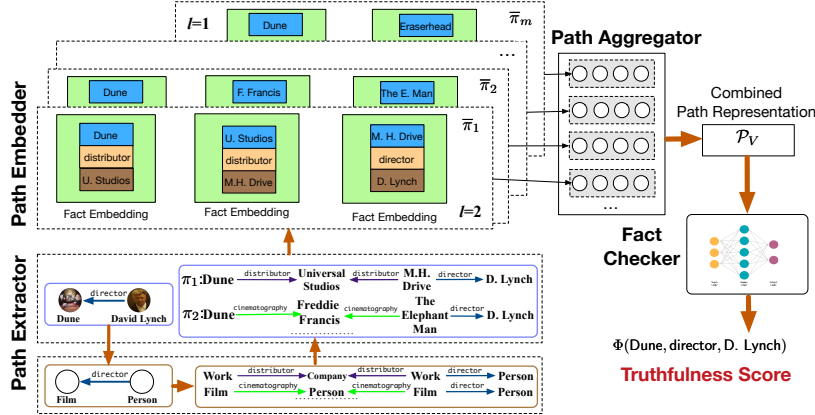 l=1
Dune
Eraserhead
π̅m
...
Path Aggregator
Path Embedder
Dune
F. Francis
The E. Man
π̅2
Dune
distributor
U. Studios
Fact Embedding
U. Studios
distributor
M.H. Drive
Fact Embedding
M. H. Drive
director
D. Lynch
Fact Embedding
π̅1
l=2
...
Combined
Path Representation
𝒫V
Fact
Checker
Φ(Dune, director, D. Lynch)
Truthfulness Score
Path Extractor
director
Dune
David Lynch
π1:Dune distributor Universal Studios distributor M.H. Drive director D. Lynch
π2:Dune cinematography Freddie Francis cinematography The Elephant Man director D. Lynch
...............
director
Film
Person
Work distributor Company distributor Work director Person
Film cinematography Person cinematography Film director Person
...............